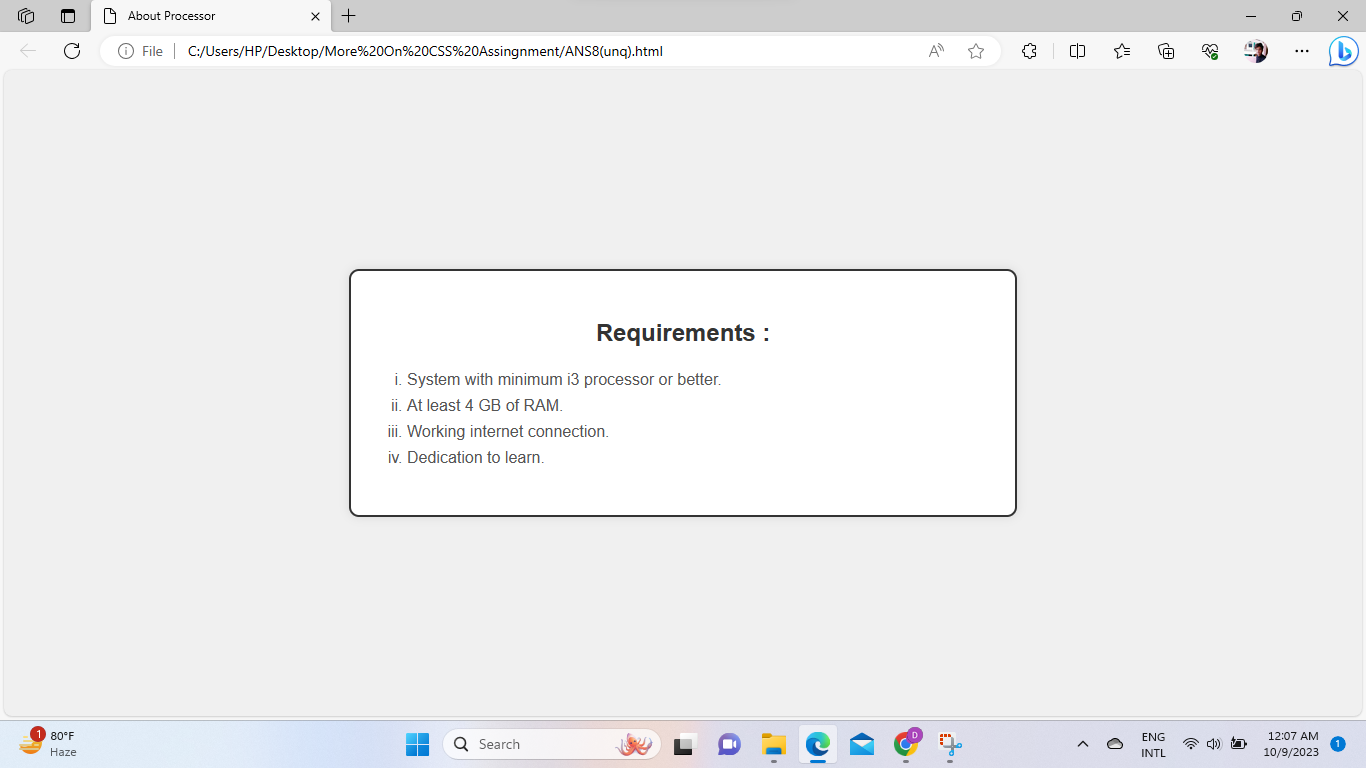 About Processor
File
C:/Users/HP/Desktop/More%20On%20CSS%20Assingnment/ANS8(unq).html
Requirements :
i. System with minimum i3 processor or better.
ii. At least 4 GB of RAM.
iii. Working internet connection.
iv. Dedication to learn.
1
80°F
Haze
Search
D
ENG
INTL
12:07 AM
10/9/2023
1